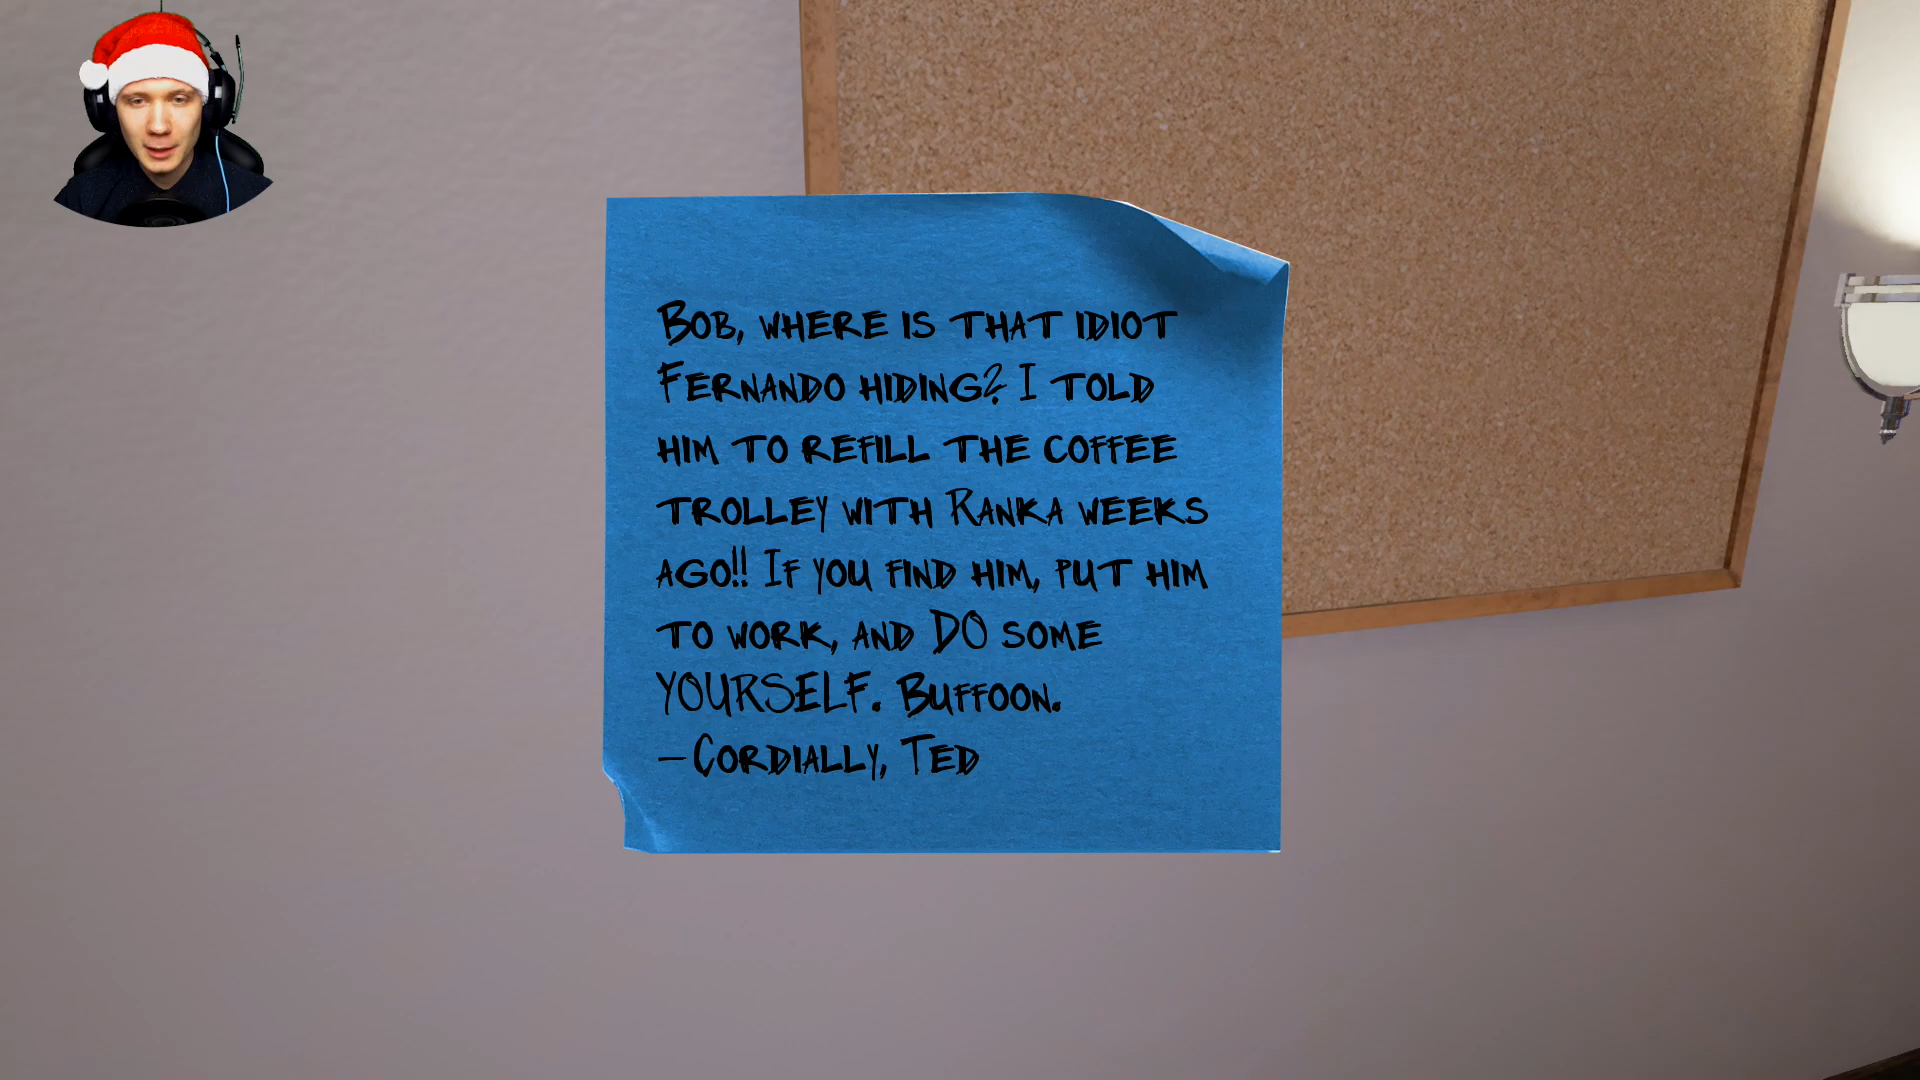 Bob, where is that idiot
Fernando hiding? I told
him to refill the coffee
trolley with Ranka weeks
ago!! If you find him, put him
to work, and DO some
YOURSELF. Buffoon.
– Cordially, Ted